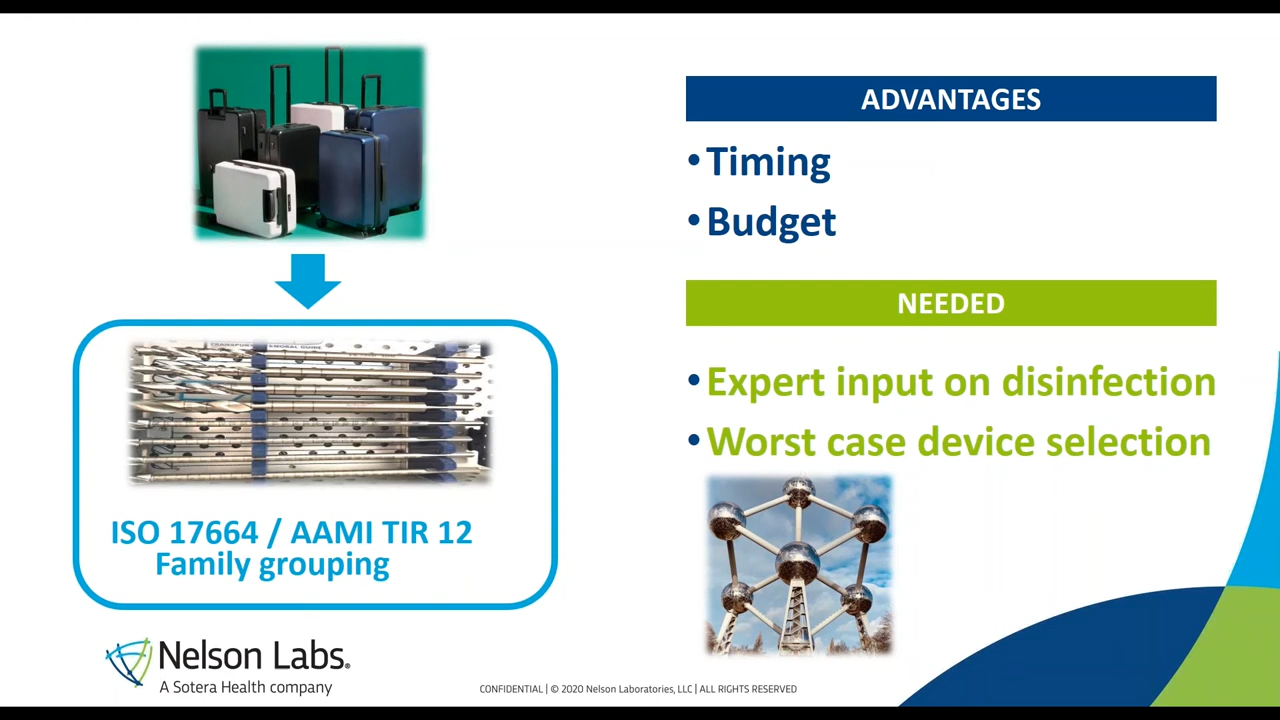 ADVANTAGES
•Timing
•Budget
NEEDED
•Expert input on disinfection
•Worst case device selection
ISO 17664 / AAMI TIR 12
Family grouping
Nelson Labs®
A Sotera Health company
CONFIDENTIAL | © 2020 Nelson Laboratories, LLC | ALL RIGHTS RESERVED